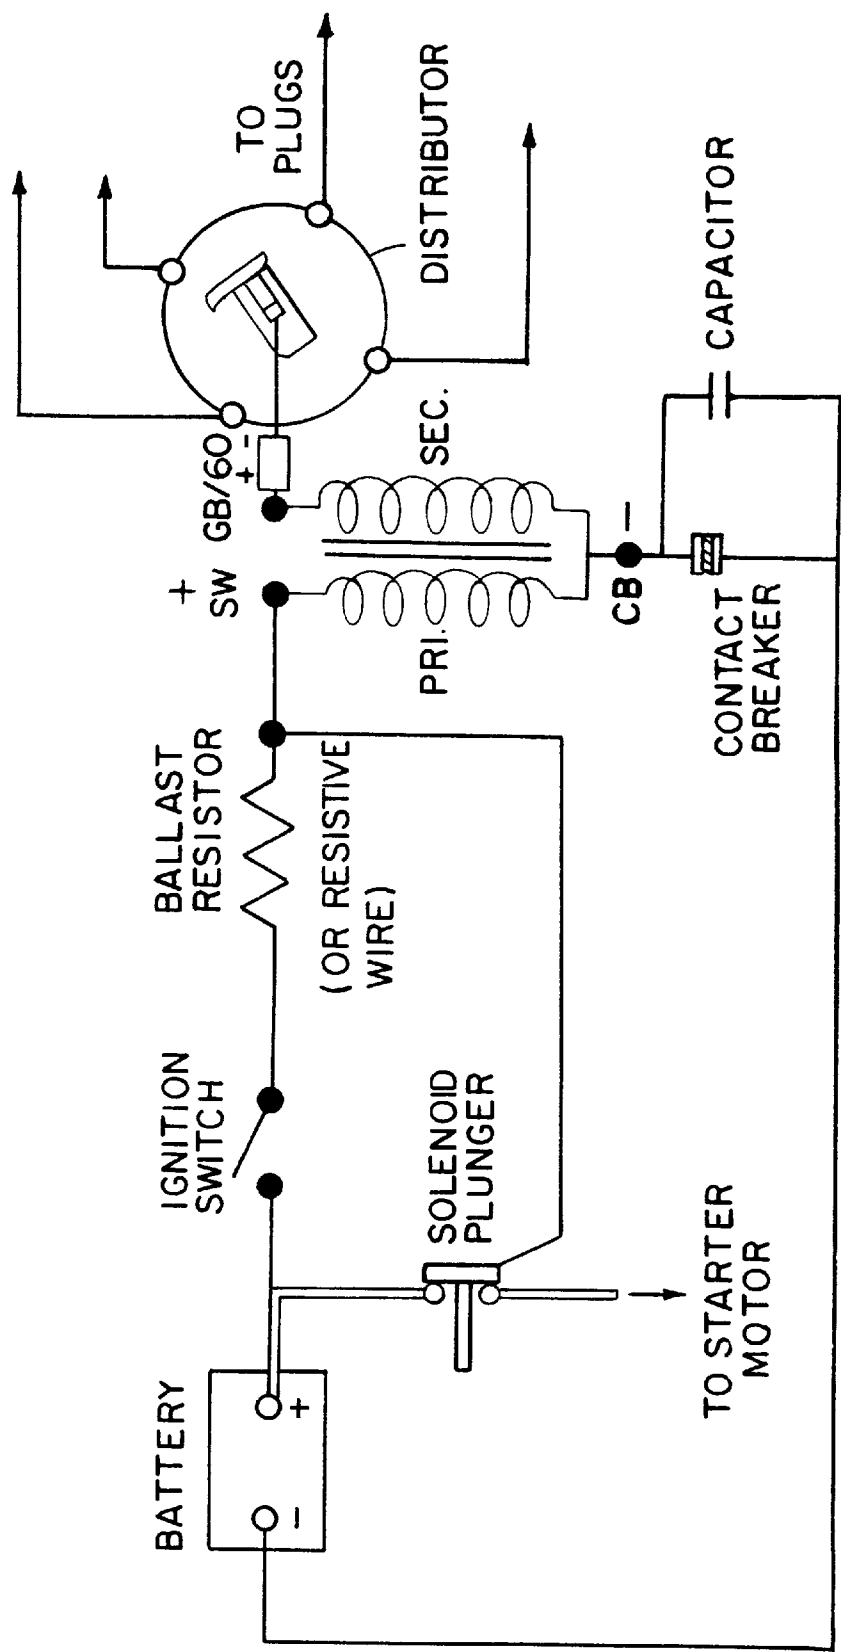 BATTERY
-
+
IGNITION
SWITCH
BALLAST
RESISTOR
(OR RESISTIVE
WIRE)
+
SW
GB/60
+ -
TO
PLUGS
DISTRIBUTOR
PRI.
SEC.
CB
-
SOLENOID
PLUNGER
TO STARTER
MOTOR
CONTACT
BREAKER
CAPACITOR